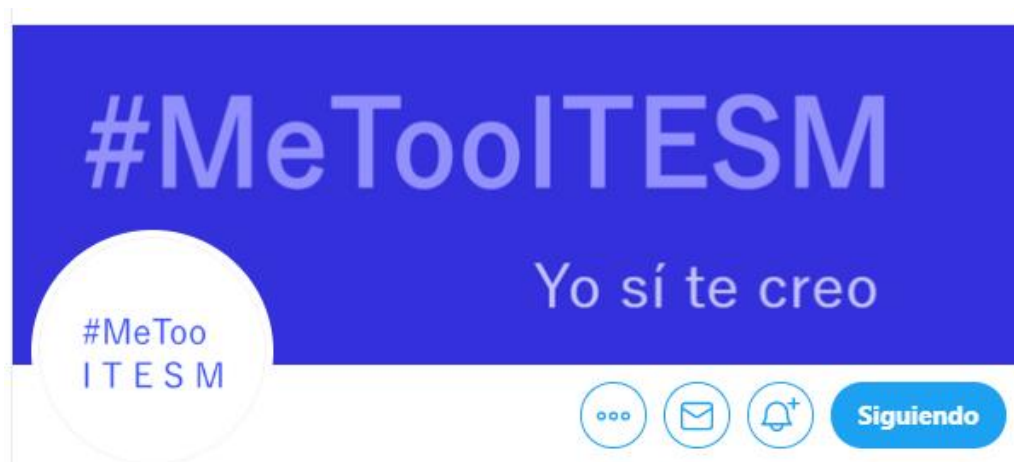 #MeTooITESM
Yo sí te creo
#MeToo
ITESM
Siguiendo